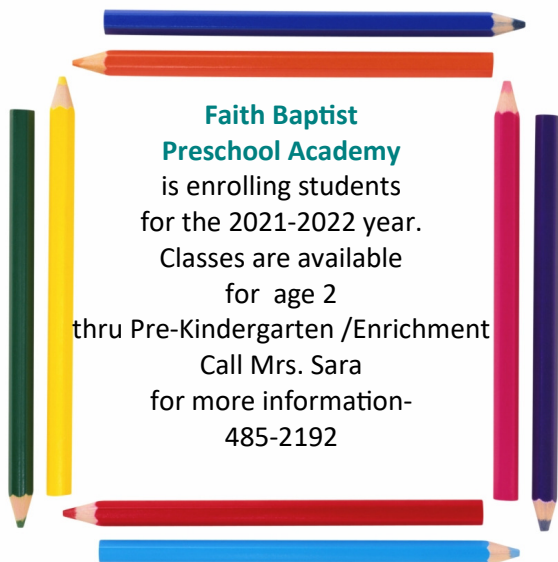 Faith Baptist
Preschool Academy
is enrolling students
for the 2021-2022 year.
Classes are available
for  age 2
thru Pre-Kindergarten /Enrichment
Call Mrs. Sara
for more information-
485-2192